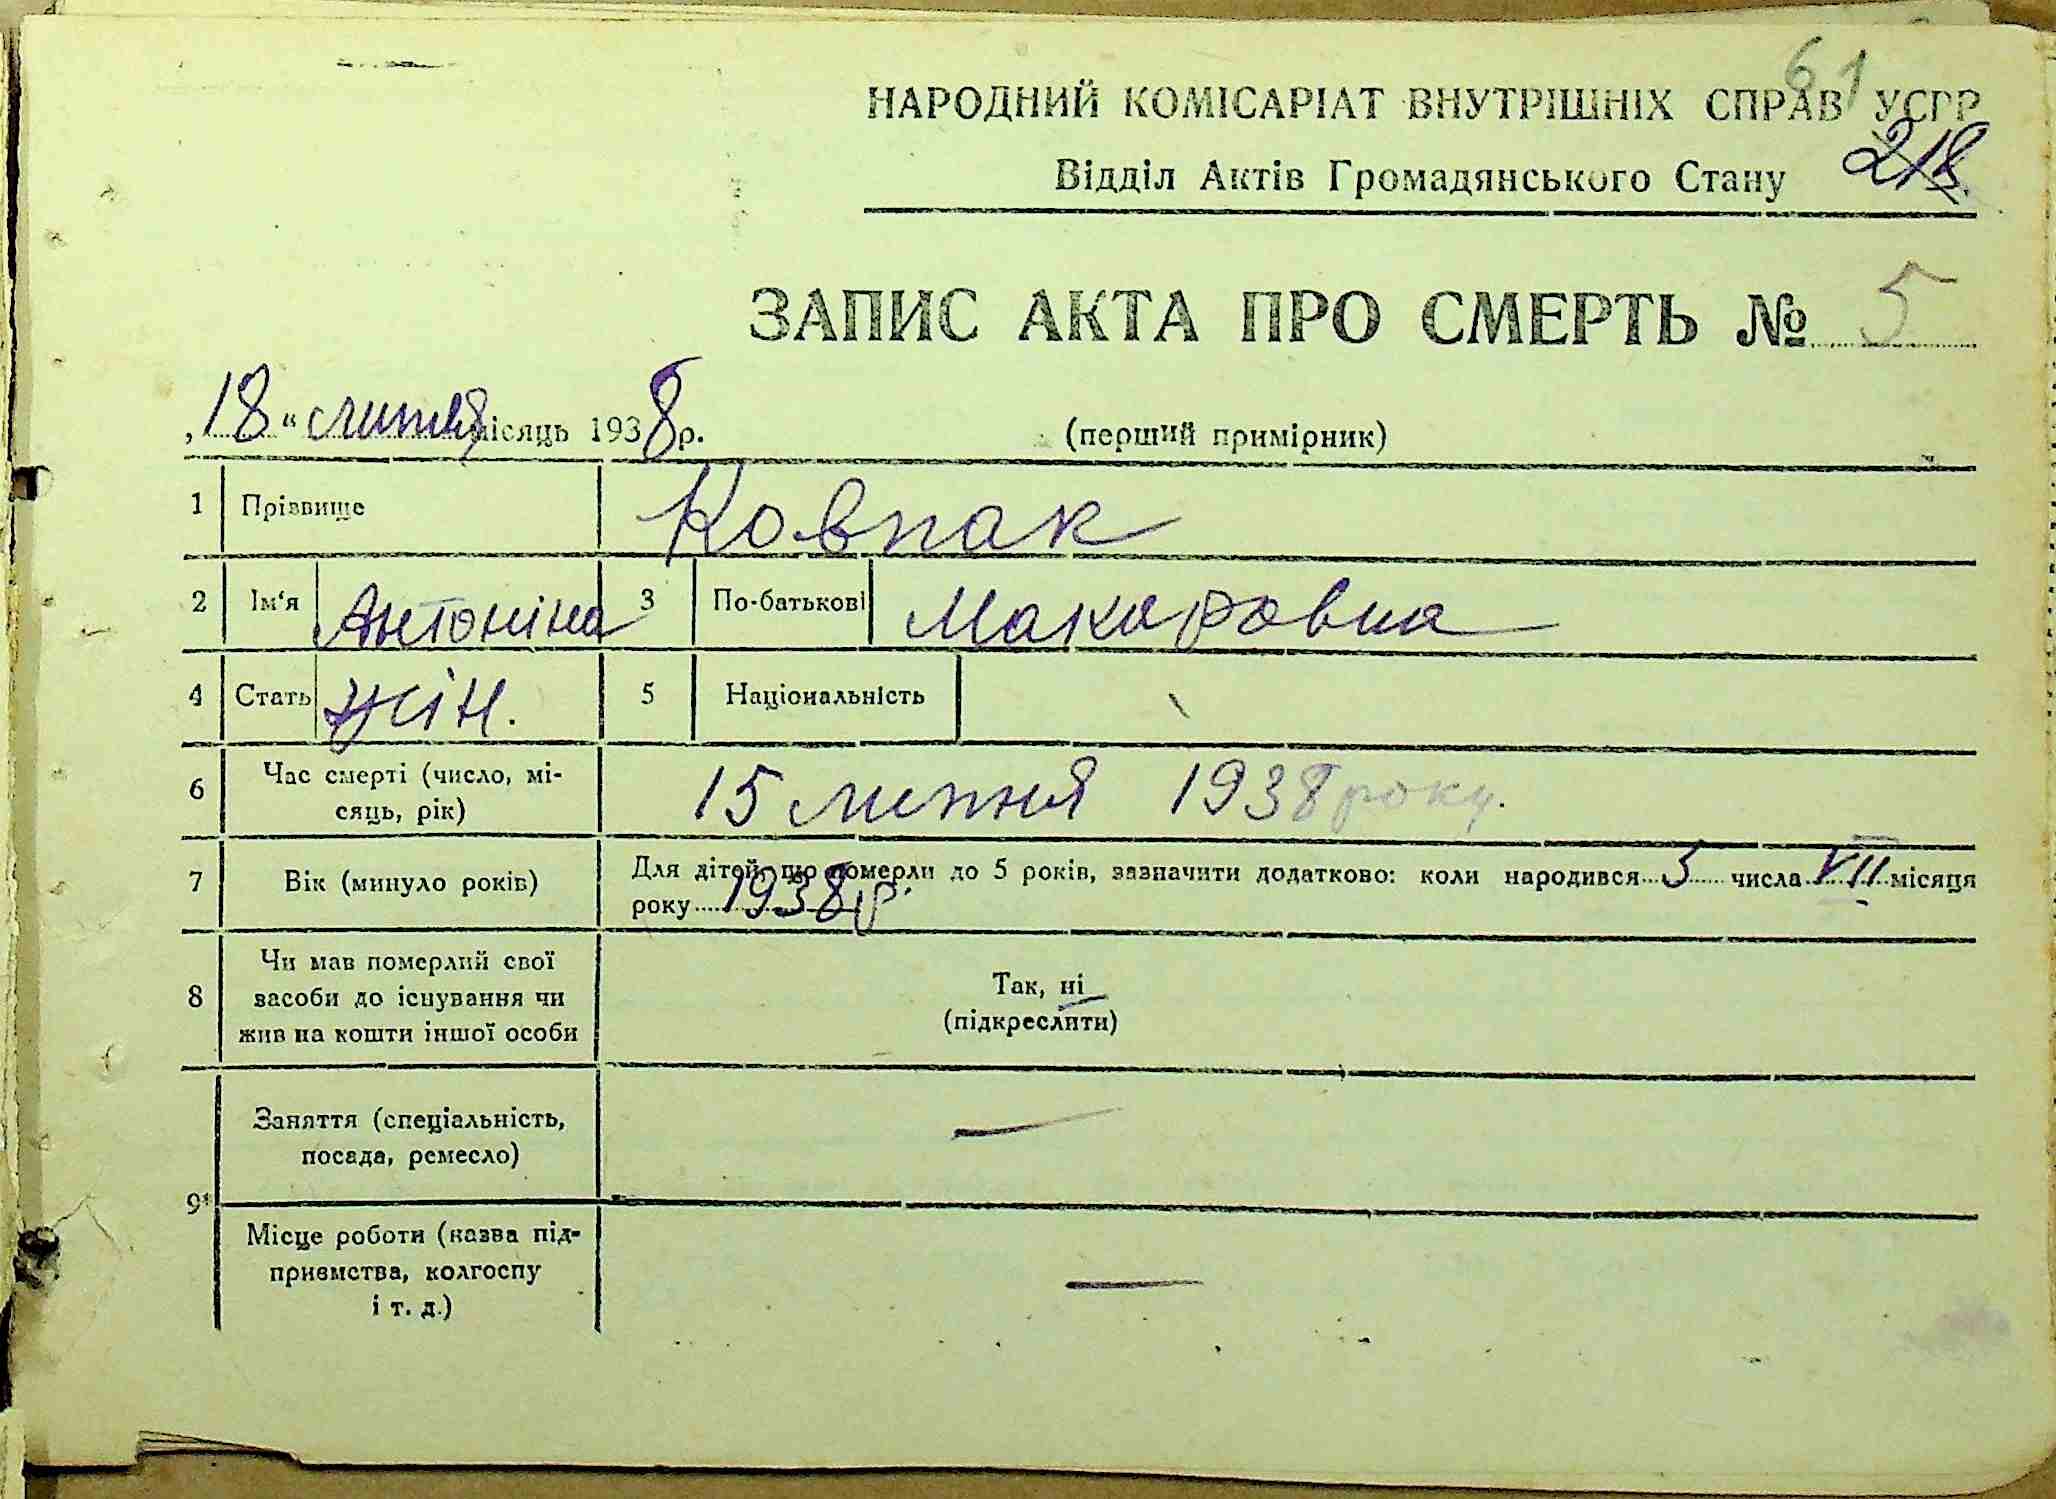 61
НАРОДНИЙ КОМІСАРІАТ ВНУТРІШНІХ СПРАВ УСРР
Відділ Актів Громадянського Стану 218.
ЗАПИС АКТА ПРО СМЕРТЬ № 5
„18“ липня місяць 1938 р. (перший примірник)
1 Прізвище Ковпак
2 Ім'я Антоніна 3 По-батькові Макаровна
4 Стать жін. 5 Національність
6 Час смерті (число, мі-
сяць, рік) 15 липня 1938 року.
7 Вік (минуло років) Для дітей, що померли до 5 років, зазначити додатково: коли народився 5 числа VII місяця
року 1938 р.
8 Чи мав померлий свої
засоби до існування чи
жив на кошти іншої особи
Так, ні
(підкреслити)
9*
Заняття (спеціальність,
посада, ремесло) —
Місце роботи (назва під-
приємства, колгоспу
і т. д.) —